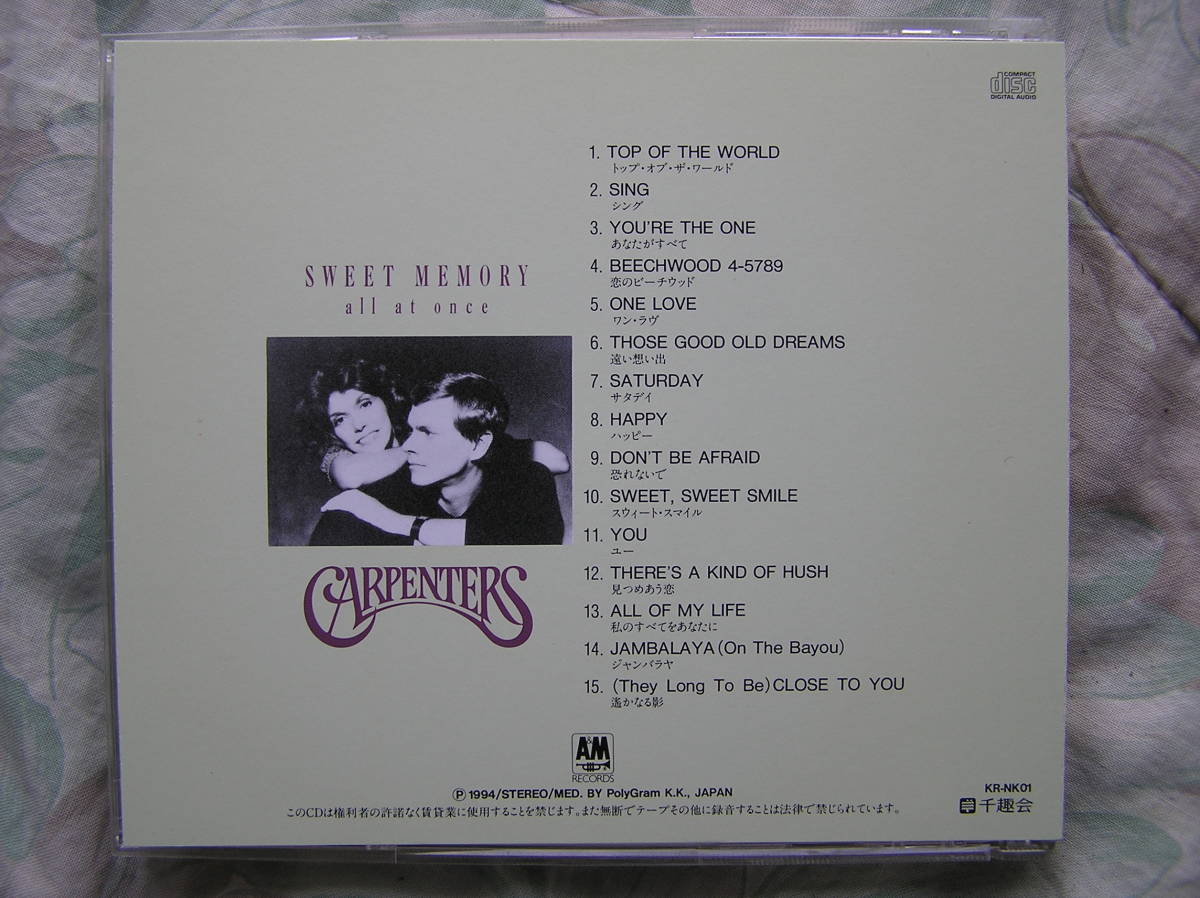 COMPACT
disc
DIGITAL AUDIO
SWEET MEMORY
all at once
CARPENTERS
1. TOP OF THE WORLD
トップ・オブ・ザ・ワールド
2. SING
シング
3. YOU'RE THE ONE
あなたがすべて
4. BEECHWOOD 4-5789
恋のビーチウッド
5. ONE LOVE
ワン・ラヴ
6. THOSE GOOD OLD DREAMS
遠い想い出
7. SATURDAY
サタデイ
8. HAPPY
ハッピー
9. DON'T BE AFRAID
恐れないで
10. SWEET, SWEET SMILE
スウィート・スマイル
11. YOU
ユー
12. THERE'S A KIND OF HUSH
見つめあう恋
13. ALL OF MY LIFE
私のすべてをあなたに
14. JAMBALAYA (On The Bayou)
ジャンバラヤ
15. (They Long To Be) CLOSE TO YOU
遙かなる影
A&M
RECORDS
Ⓟ 1994/STEREO/MED. BY PolyGram K.K., JAPAN
このCDは権利者の許諾なく賃貸業に使用することを禁じます。また無断でテープその他に録音することは法律で禁じられています。
KR-NK01
千趣会